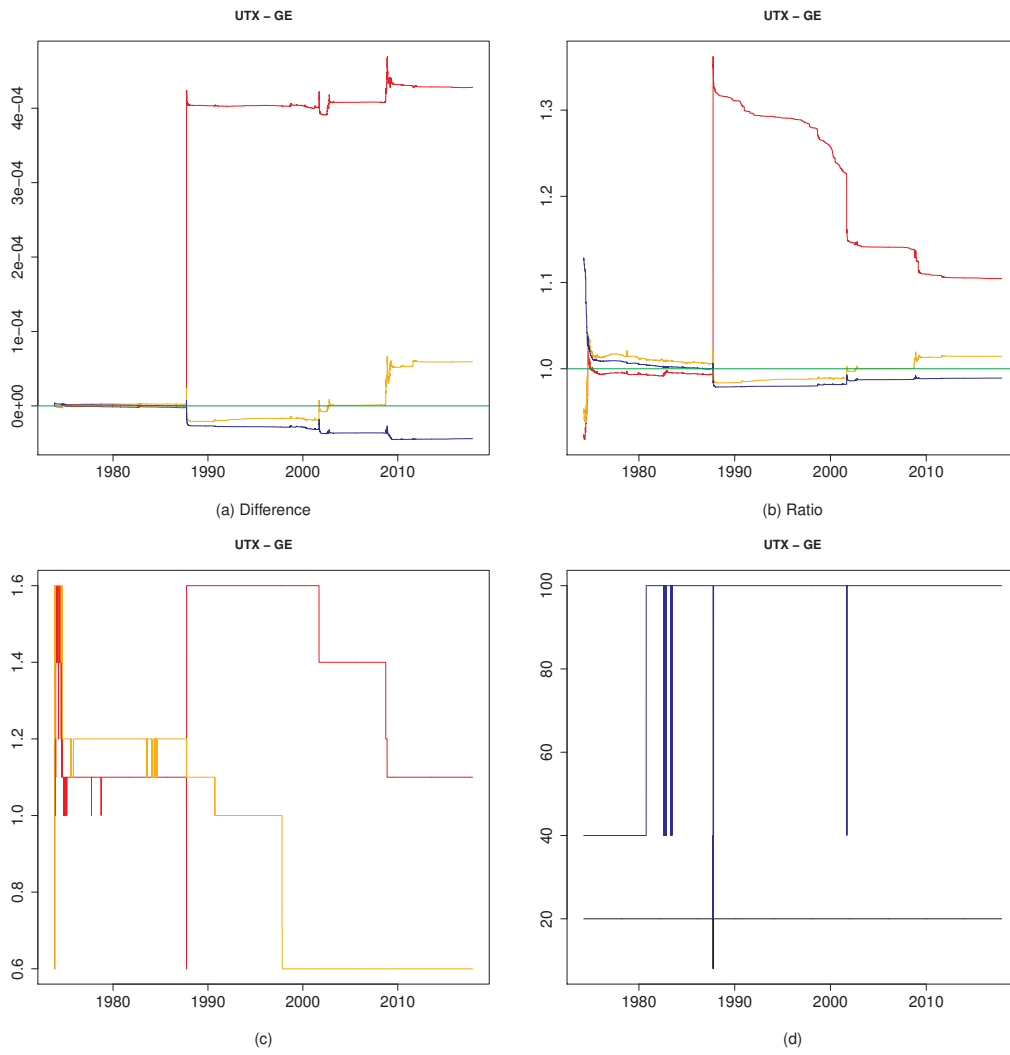 UTX − GE
0e+00 1e−04 2e−04 3e−04 4e−04
1980 1990 2000 2010
(a) Difference
UTX − GE
1.0 1.1 1.2 1.3
1980 1990 2000 2010
(b) Ratio
UTX − GE
0.6 0.8 1.0 1.2 1.4 1.6
1980 1990 2000 2010
(c)
UTX − GE
20 40 60 80 100
1980 1990 2000 2010
(d)